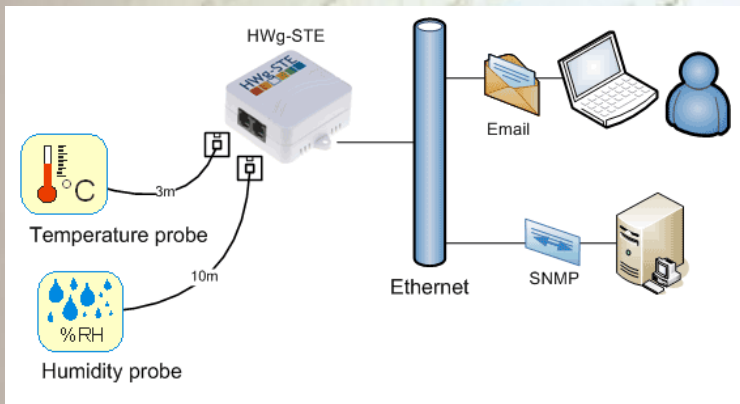 HWg-STE
HWg-STE
°C
3m
Temperature probe
10m
%RH
Humidity probe
Ethernet
Email
SNMP